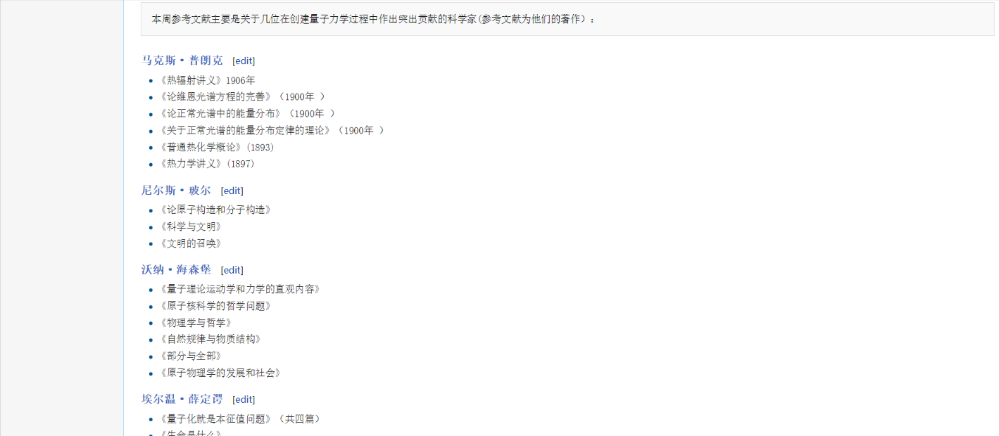 本周参考文献主要是关于几位在创建量子力学过程中作出突出贡献的科学家(参考文献为他们的著作）：
马克斯・普朗克 [edit]
《热辐射讲义》1906年
《论维恩光谱方程的完善》（1900年 ）
《论正常光谱中的能量分布》（1900年 ）
《关于正常光谱的能量分布定律的理论》（1900年 ）
《普通热化学概论》(1893)
《热力学讲义》(1897)
尼尔斯・玻尔 [edit]
《论原子构造和分子构造》
《科学与文明》
《文明的召唤》
沃纳・海森堡 [edit]
《量子理论运动学和力学的直观内容》
《原子核科学的哲学问题》
《物理学与哲学》
《自然规律与物质结构》
《部分与全部》
《原子物理学的发展和社会》
埃尔温・薛定谔 [edit]
《量子化就是本征值问题》（共四篇）
《生命是什么》